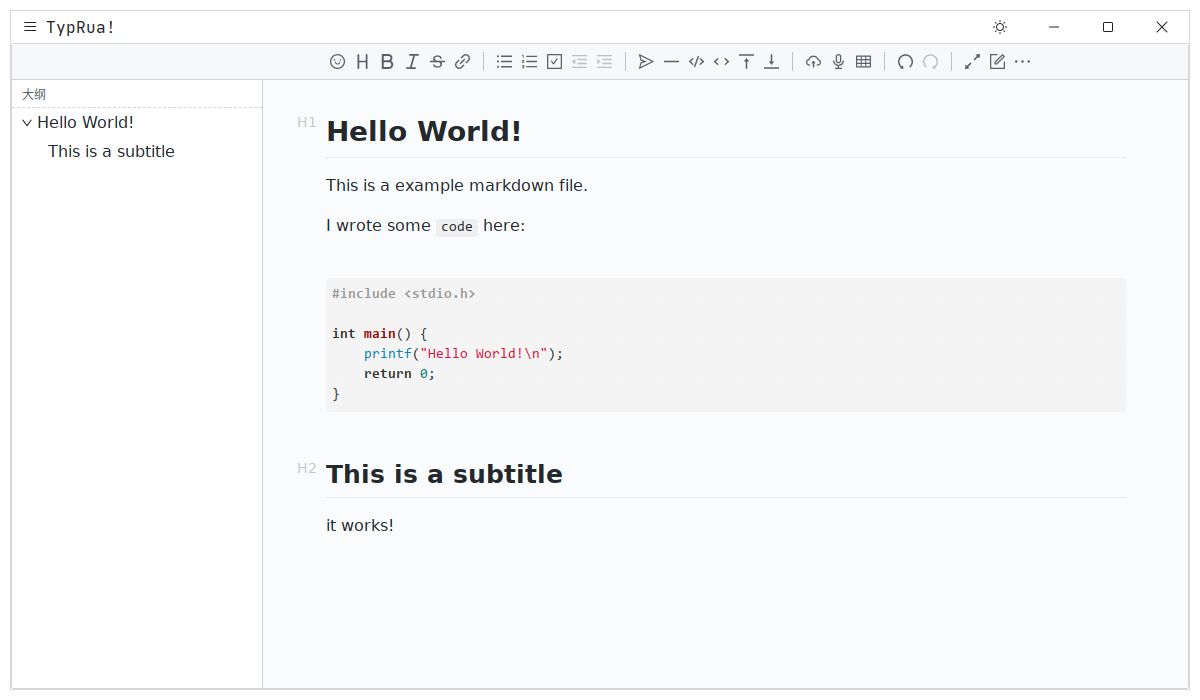 TypRua!
大纲
Hello World!
This is a subtitle
H1 Hello World!
This is a example markdown file.
I wrote some code here:
#include <stdio.h>
int main() {
    printf("Hello World!\n");
    return 0;
}
H2 This is a subtitle
it works!